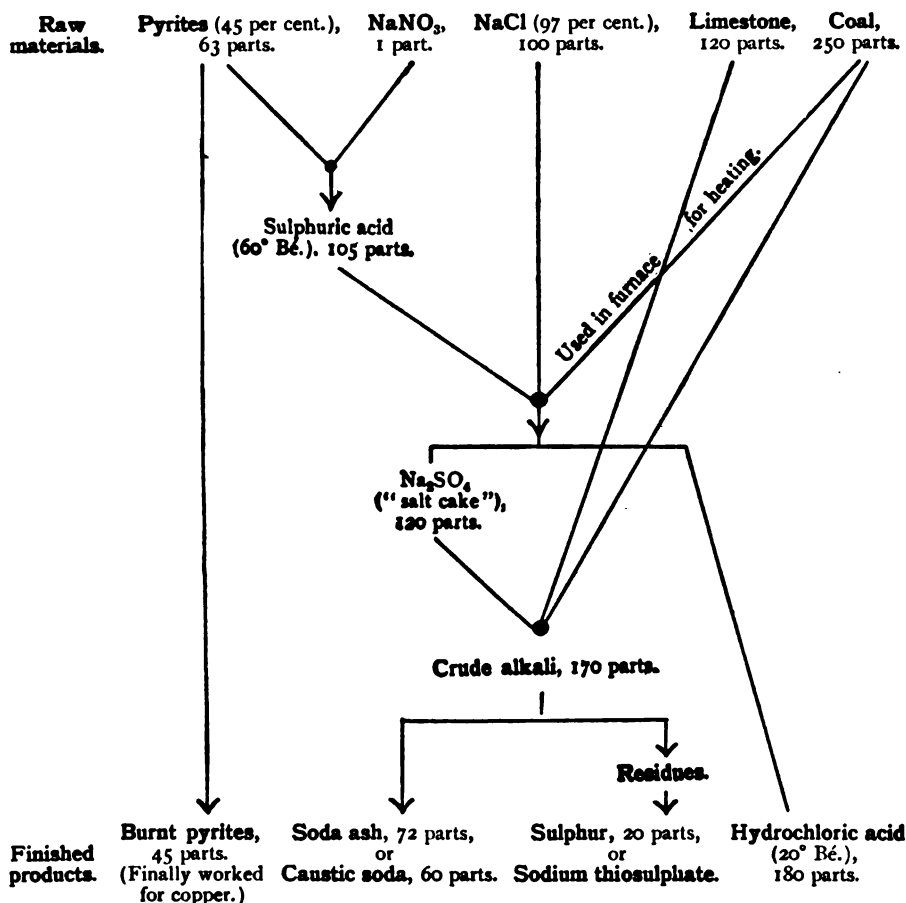 Raw materials.
Pyrites (45 per cent.),
63 parts.
NaNO₃,
1 part.
NaCl (97 per cent.)
100 parts.
Limestone,
120 parts.
Coal,
250 parts.
Used in furnace for heating.
Sulphuric acid
(60° Bé.). 105 parts.
Na₂SO₄
(“salt cake”),
120 parts.
Crude alkali, 170 parts.
Residues.
Finished
products.
Burnt pyrites,
45 parts.
(Finally worked
for copper.)
Soda ash, 72 parts,
or
Caustic soda, 60 parts.
Sulphur, 20 parts,
or
Sodium thiosulphate.
Hydrochloric acid
(20° Bé.),
180 parts.